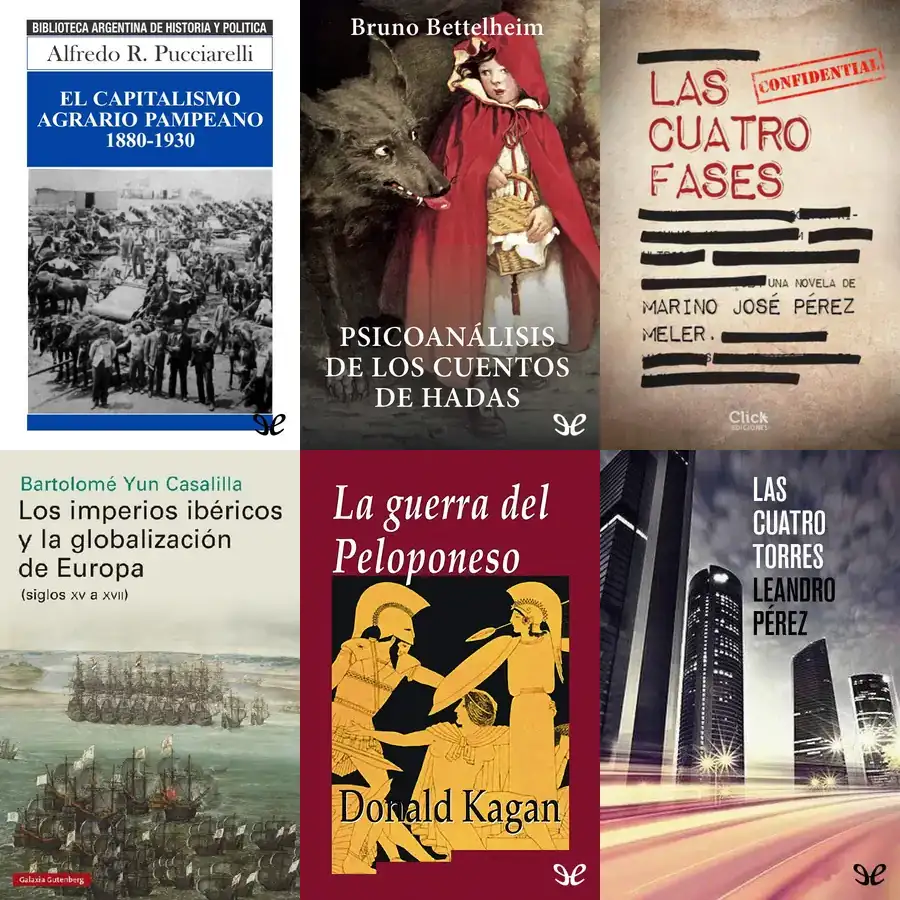 BIBLIOTECA ARGENTINA DE HISTORIA Y POLITICA
Alfredo R. Pucciarelli
EL CAPITALISMO
AGRARIO PAMPEANO
1880-1930
Bruno Bettelheim
PSICOANÁLISIS
DE LOS CUENTOS
DE HADAS
CONFIDENTIAL
LAS
CUATRO
FASES
UNA NOVELA DE
MARINO JOSÉ PÉREZ
MELER.
Click
EDICIONES
Bartolomé Yun Casalilla
Los imperios ibéricos
y la globalización
de Europa
(siglos XV a XVII)
Galaxia Gutenberg
La guerra del
Peloponeso
Donald Kagan
LAS
CUATRO
TORRES
LEANDRO
PÉREZ